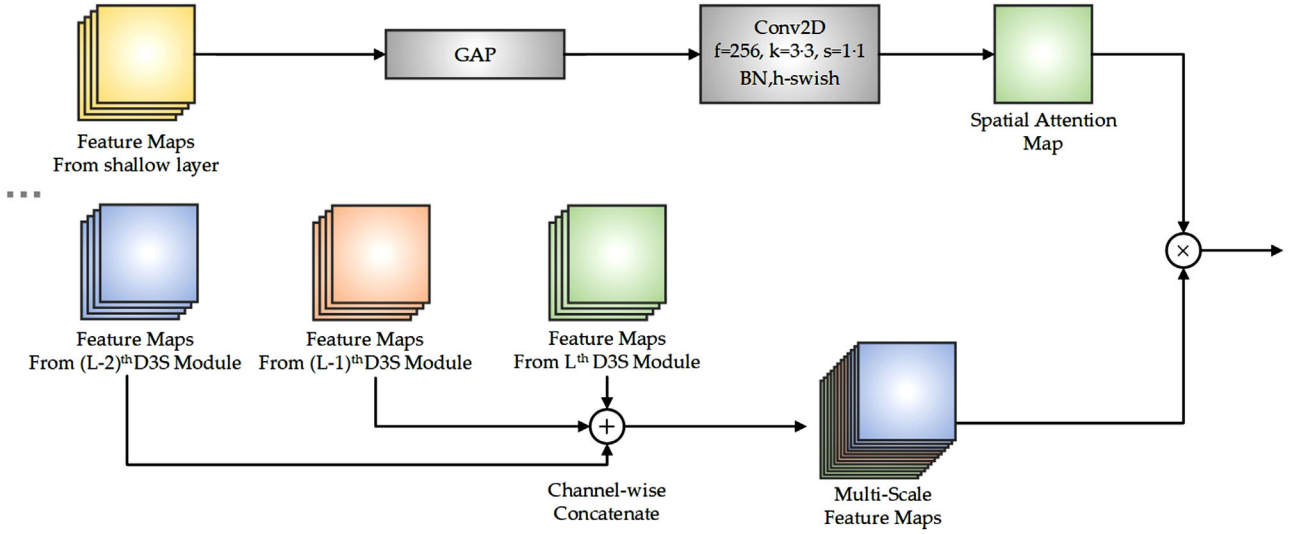 GAP
Conv2D
f=256, k=3·3, s=1·1
BN,h-swish
Feature Maps
From shallow layer
Spatial Attention
Map
...
×
Feature Maps
From (L-2)thD3S Module
Feature Maps
From (L-1)thD3S Module
Feature Maps
From Lth D3S Module
+
Channel-wise
Concatenate
Multi-Scale
Feature Maps